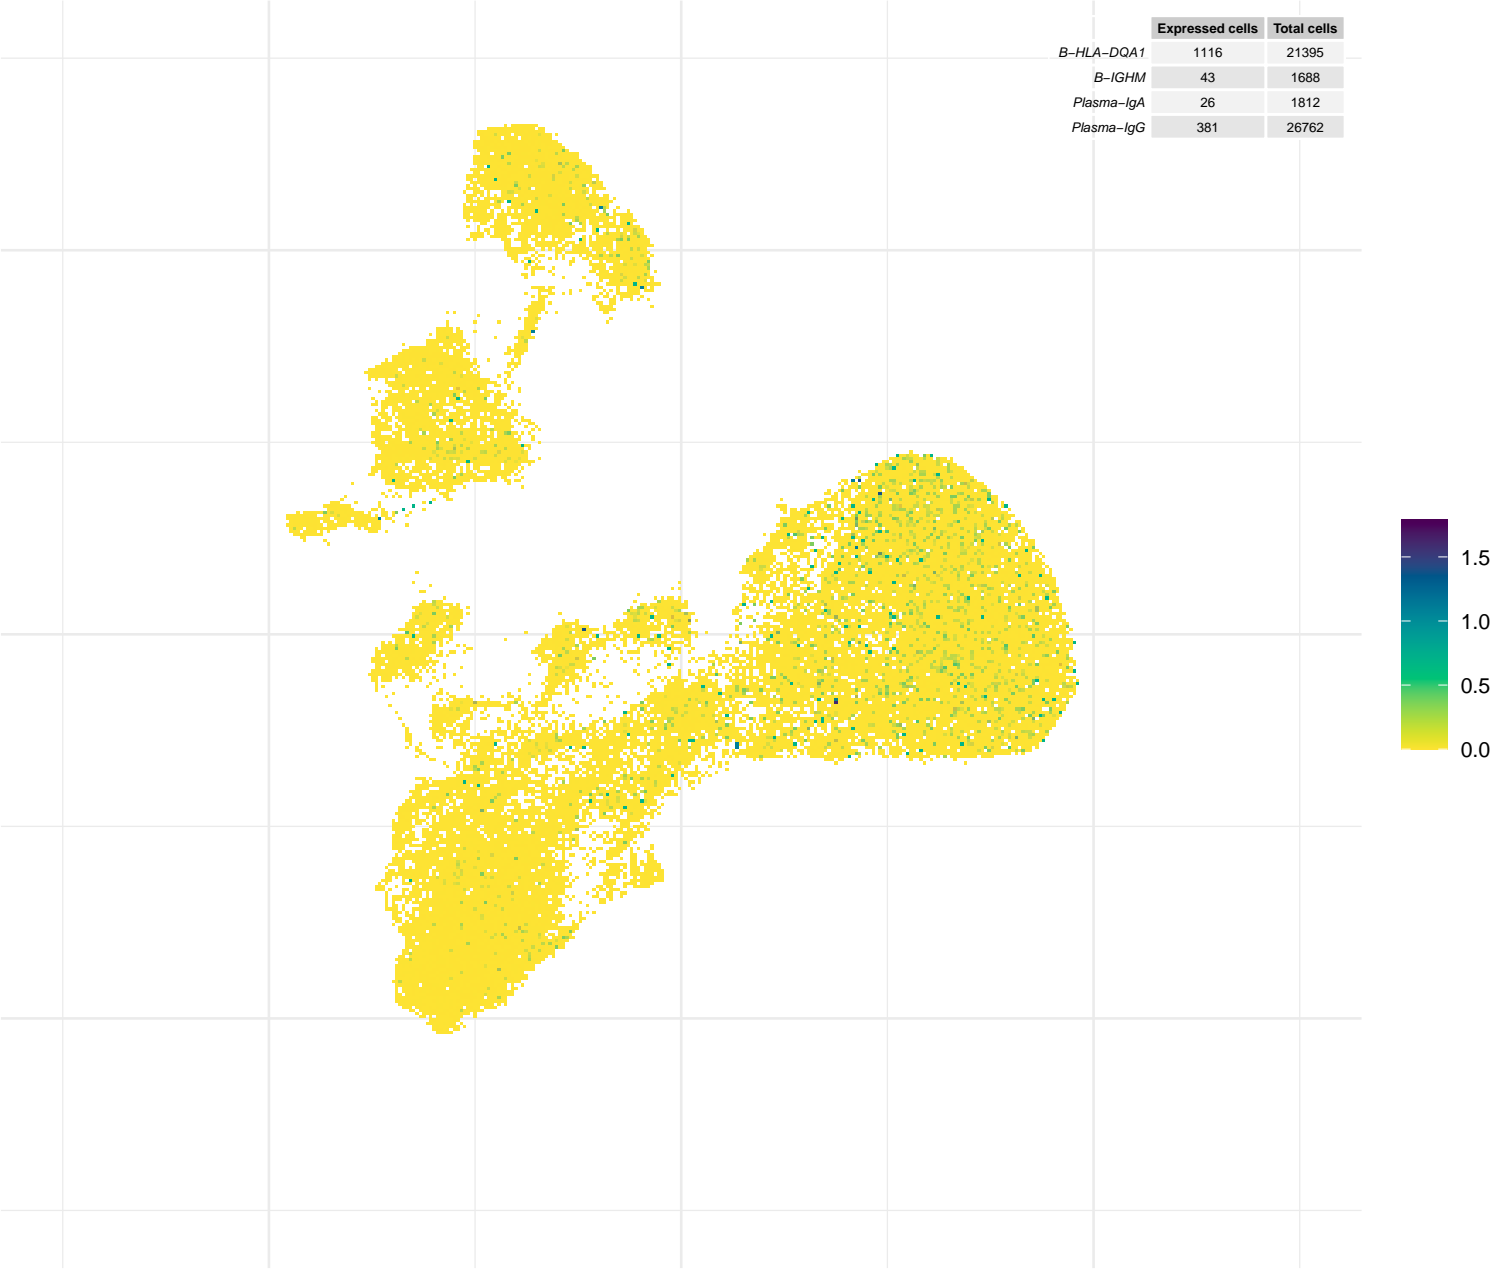 Expressed cells Total cells
B−HLA−DQA1 1116 21395
B−IGHM 43 1688
Plasma−IgA 26 1812
Plasma−IgG 381 26762
1.5
1.0
0.5
0.0